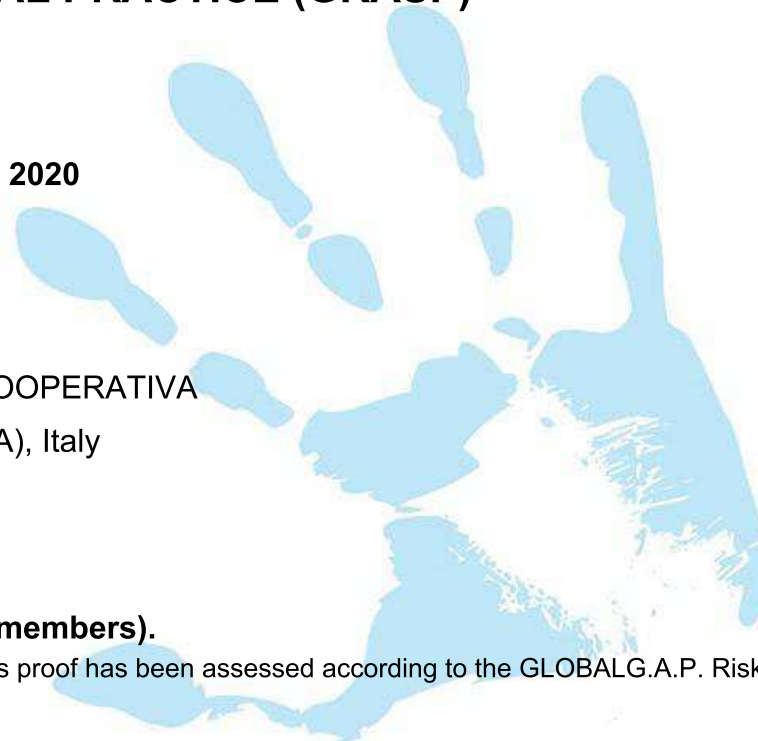 2020
OOPERATIVA
A), Italy
members).
s proof has been assessed according to the GLOBALG.A.P. Risk